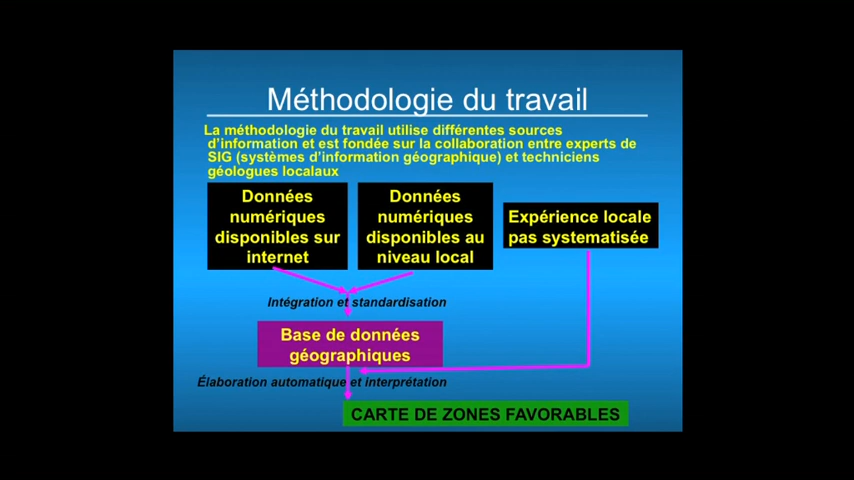 Méthodologie du travail
La méthodologie du travail utilise différentes sources
d'information et est fondée sur la collaboration entre experts de
SIG (systèmes d'information géographique) et techniciens
géologues localaux
Données
numériques
disponibles sur
internet
Données
numériques
disponibles au
niveau local
Expérience locale
pas systematisée
Intégration et standardisation
Base de données
géographiques
Élaboration automatique et interprétation
CARTE DE ZONES FAVORABLES